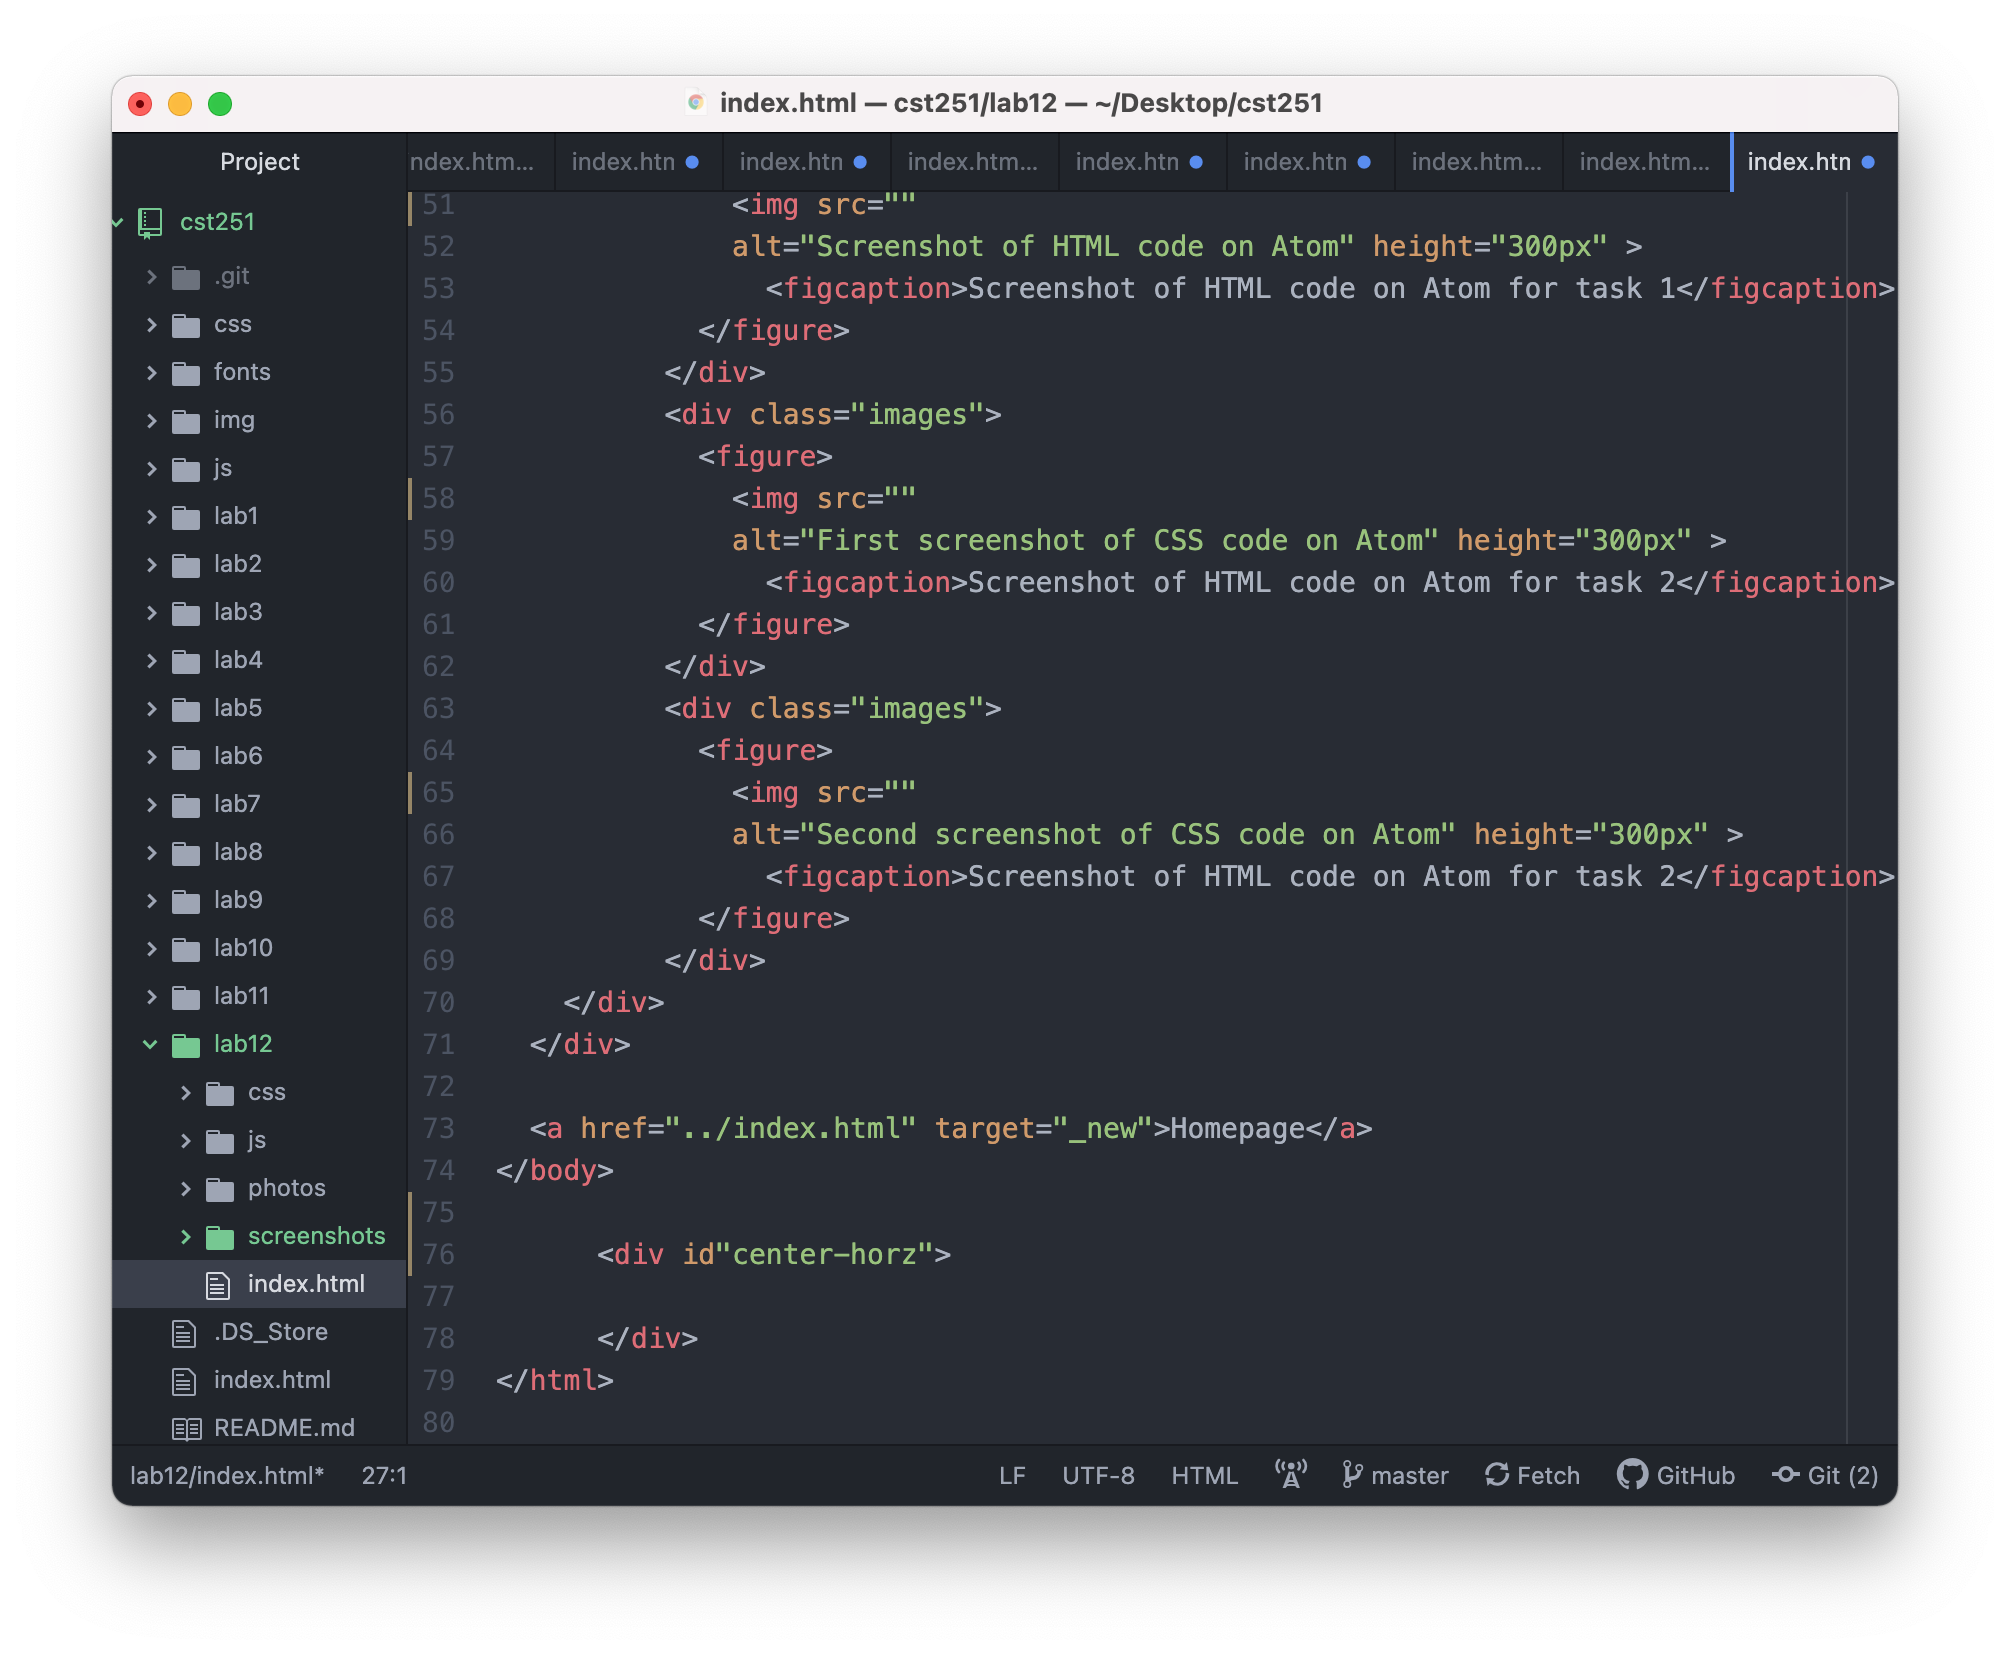 index.html — cst251/lab12 — ~/Desktop/cst251
Project
ndex.htm... index.htn index.htn index.htm... index.htn index.htn index.htm... index.htm... index.htn
cst251
.git
css
fonts
img
js
lab1
lab2
lab3
lab4
lab5
lab6
lab7
lab8
lab9
lab10
lab11
lab12
css
js
photos
screenshots
index.html
.DS_Store
index.html
README.md
51 <img src=""
52 alt="Screenshot of HTML code on Atom" height="300px" >
53 <figcaption>Screenshot of HTML code on Atom for task 1</figcaption>
54 </figure>
55 </div>
56 <div class="images">
57 <figure>
58 <img src=""
59 alt="First screenshot of CSS code on Atom" height="300px" >
60 <figcaption>Screenshot of HTML code on Atom for task 2</figcaption>
61 </figure>
62 </div>
63 <div class="images">
64 <figure>
65 <img src=""
66 alt="Second screenshot of CSS code on Atom" height="300px" >
67 <figcaption>Screenshot of HTML code on Atom for task 2</figcaption>
68 </figure>
69 </div>
70 </div>
71 </div>
72
73 <a href="../index.html" target="_new">Homepage</a>
74 </body>
75
76 <div id"center-horz">
77
78 </div>
79 </html>
80
lab12/index.html* 27:1 LF UTF-8 HTML master Fetch GitHub Git (2)